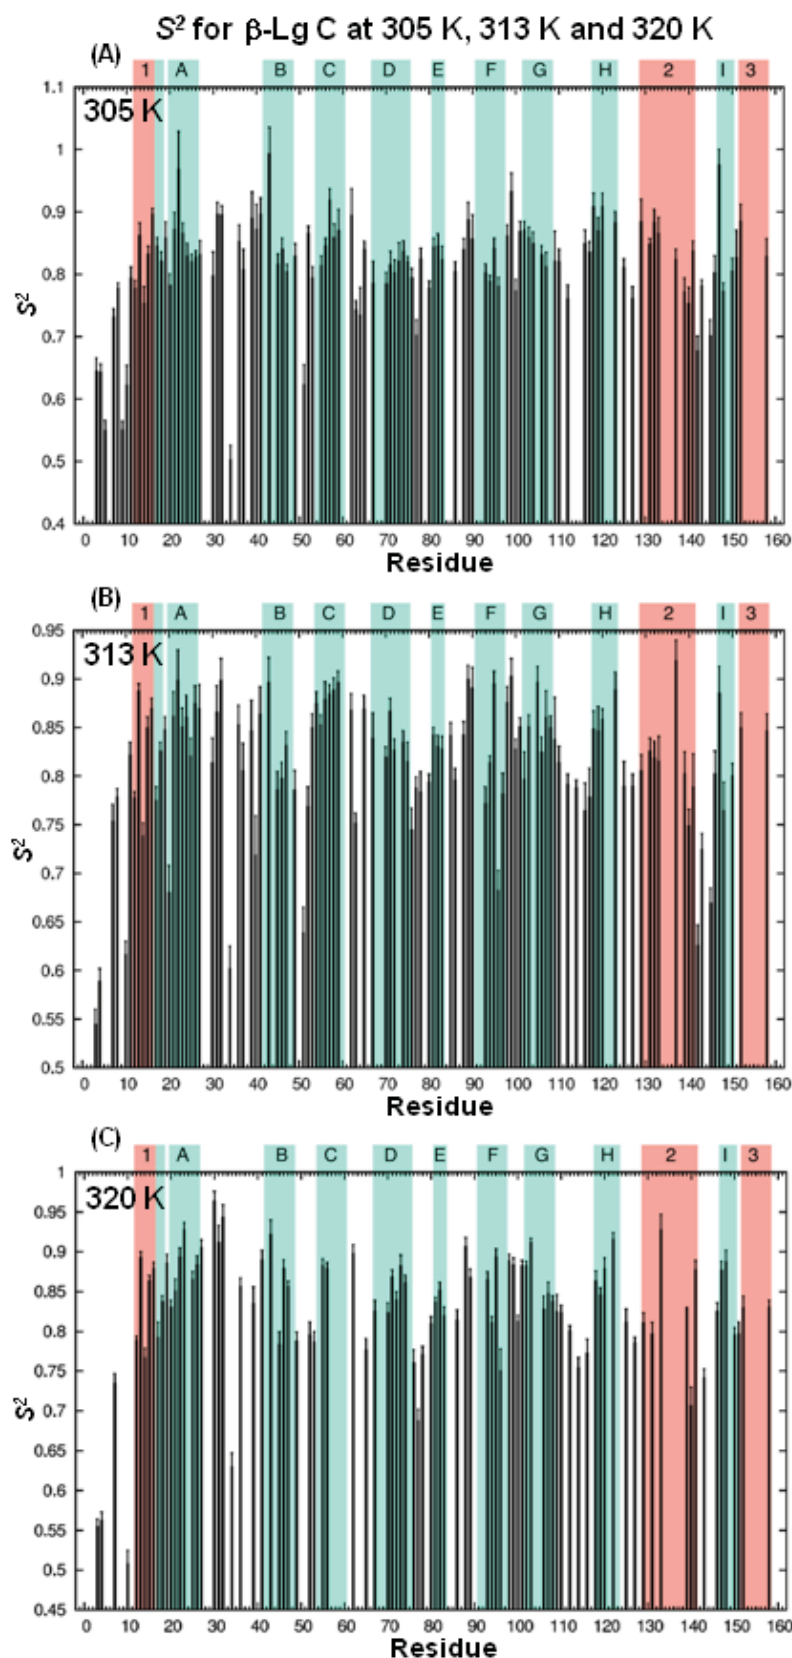 S² for β-Lg C at 305 K, 313 K and 320 K
(A)
1 A B C D E F G H 2 I 3
305 K
1.1
1
0.9
0.8
0.7
0.6
0.5
0.4
S²
0 10 20 30 40 50 60 70 80 90 100 110 120 130 140 150 160
Residue
(B)
1 A B C D E F G H 2 I 3
313 K
0.95
0.9
0.85
0.8
0.75
0.7
0.65
0.6
0.55
0.5
S²
0 10 20 30 40 50 60 70 80 90 100 110 120 130 140 150 160
Residue
(C)
1 A B C D E F G H 2 I 3
320 K
1
0.95
0.9
0.85
0.8
0.75
0.7
0.65
0.6
0.55
0.5
0.45
S²
0 10 20 30 40 50 60 70 80 90 100 110 120 130 140 150 160
Residue